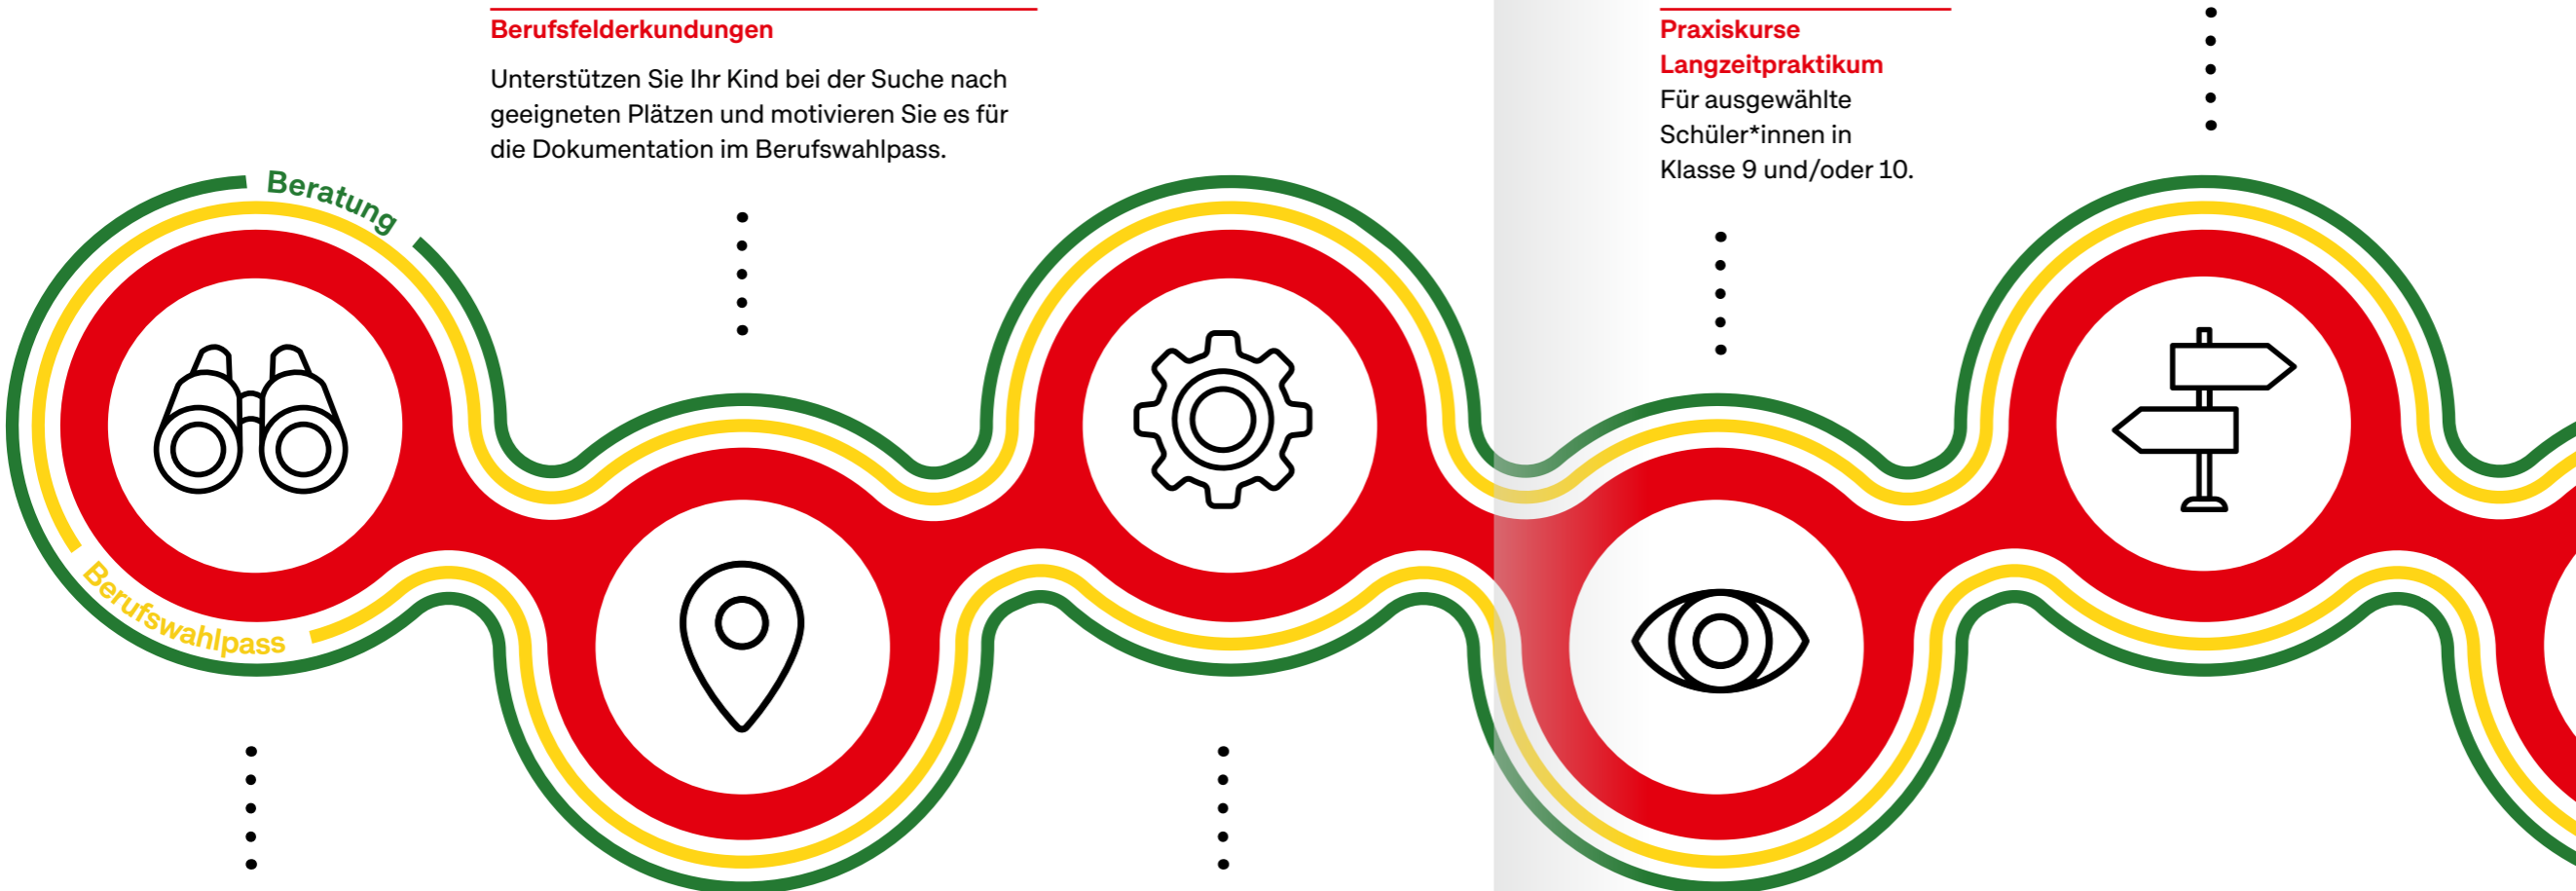 Berufsfelderkundungen
Unterstützen Sie Ihr Kind bei der Suche nach
geeigneten Plätzen und motivieren Sie es für
die Dokumentation im Berufswahlpass.
Praxiskurse
Langzeitpraktikum
Für ausgewählte
Schüler*innen in
Klasse 9 und/oder 10.
Beratung
Berufswahlpass